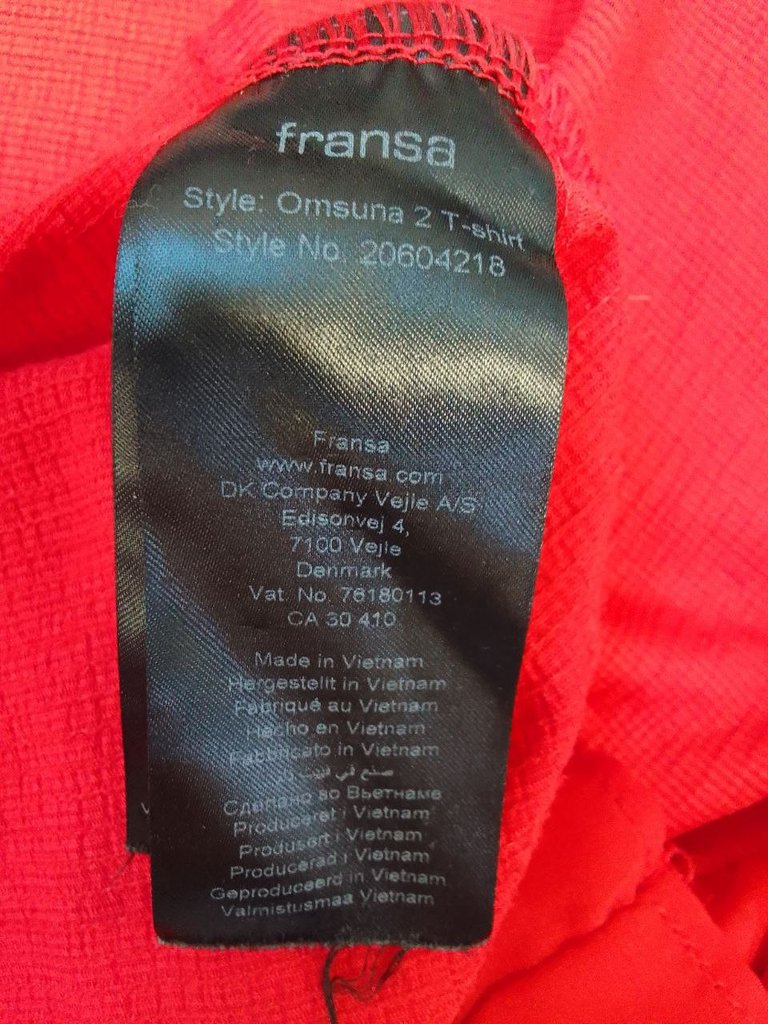 fransa
Style: Omsuna 2 T-shirt
Style No. 20604218
Fransa
www.fransa.com
DK Company Vejle A/S
Edisonvej 4,
7100 Vejle
Denmark
Vat. No. 76180113
CA 30 410
Made in Vietnam
Hergestellt in Vietnam
Fabriqué au Vietnam
Hecho en Vietnam
Fabbricato in Vietnam
صنع في
Сделано во Вьетнаме
Produceret i Vietnam
Produsert i Vietnam
Producerad i Vietnam
Geproduceerd in Vietnam
Valmistusmaa Vietnam